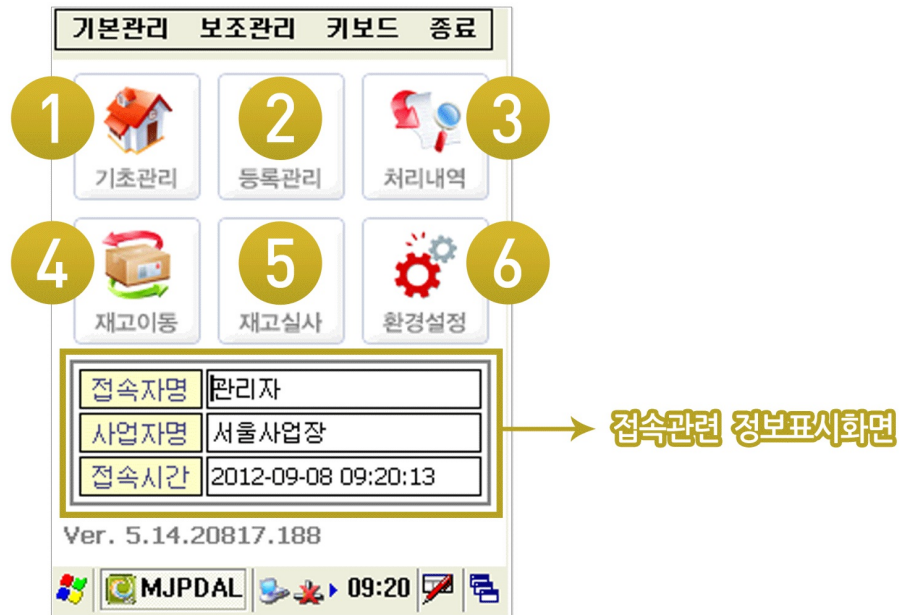 기본관리 보조관리 키보드 종료
1 2 3
기초관리 등록관리 처리내역
4 5 6
재고이동 재고실사 환경설정
접속자명 관리자
사업자명 서울사업장
접속시간 2012-09-08 09:20:13
접속관련 정보표시화면
Ver. 5.14.20817.188
MJPDAL 09:20